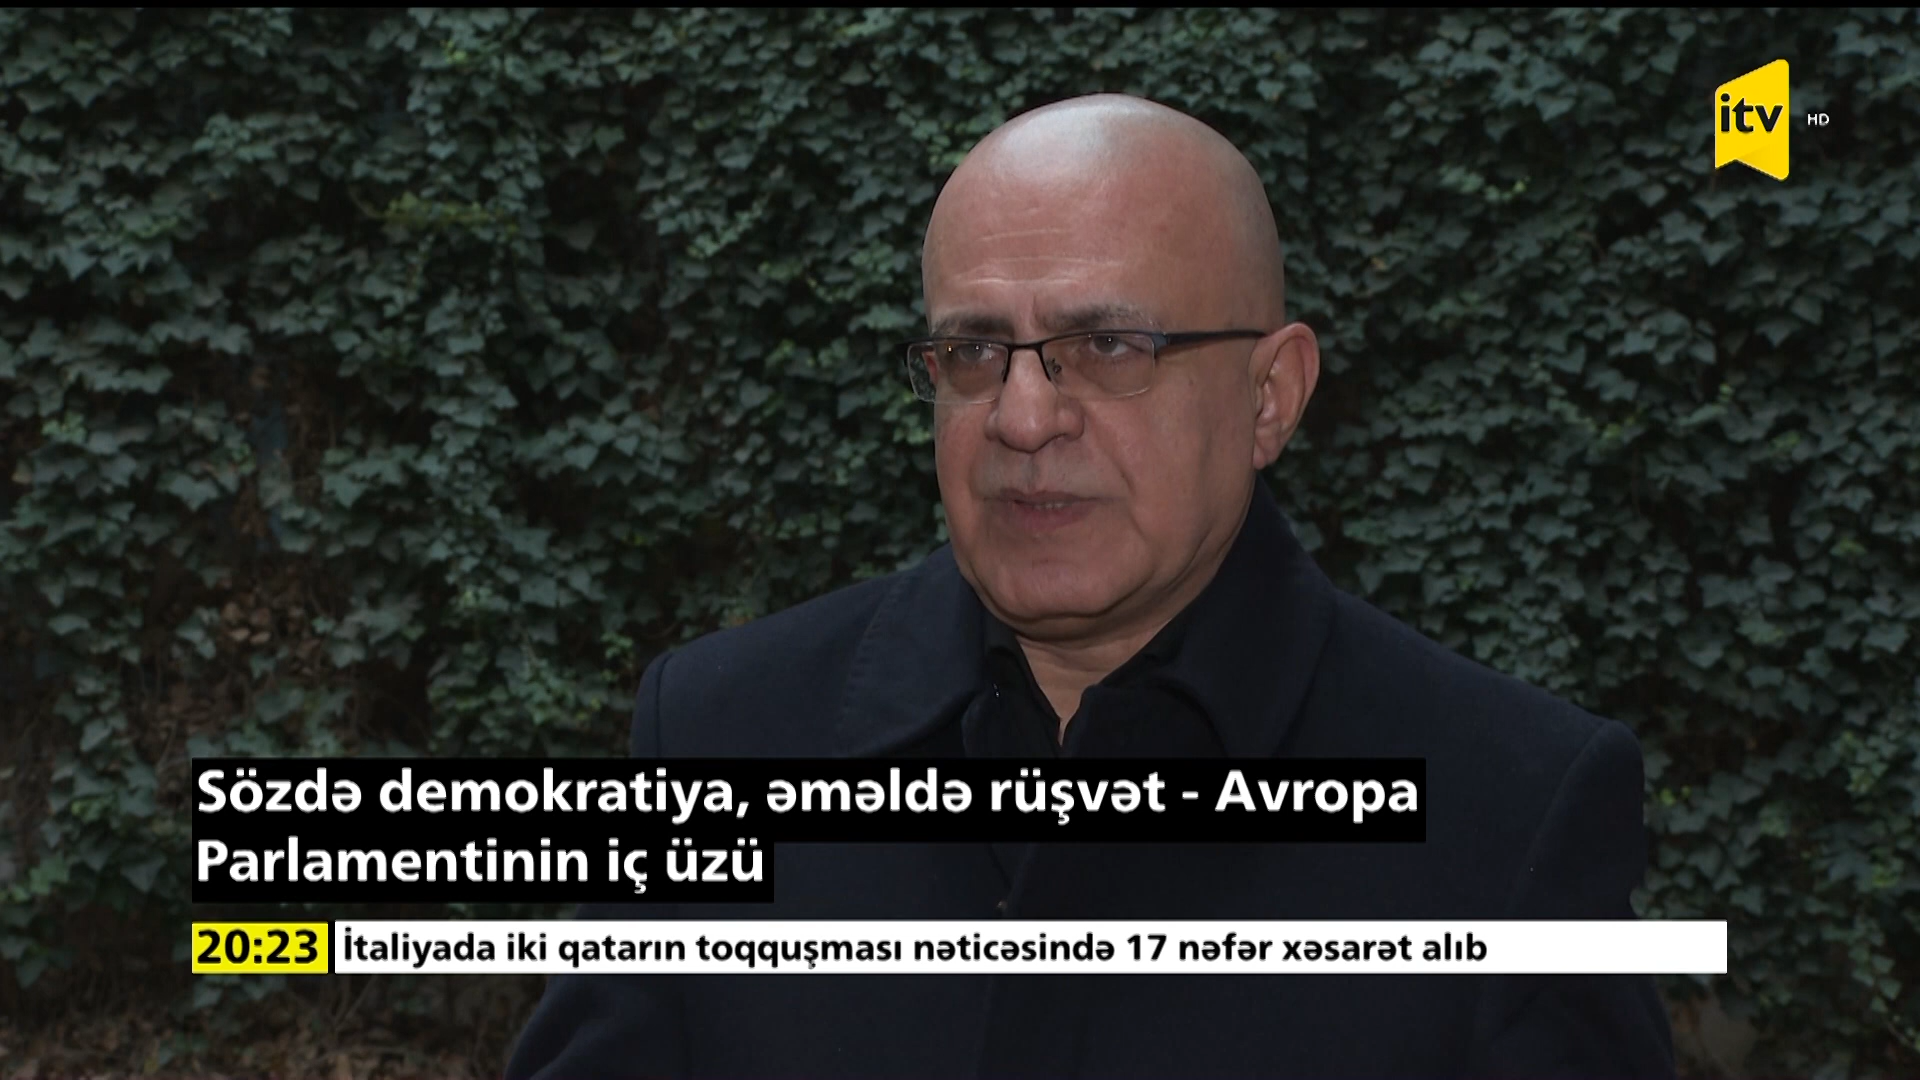 itv HD
Sözdə demokratiya, əməldə rüşvət - Avropa
Parlamentinin iç üzü
20:23 İtaliyada iki qatarın toqquşması nəticəsində 17 nəfər xəsarət alıb